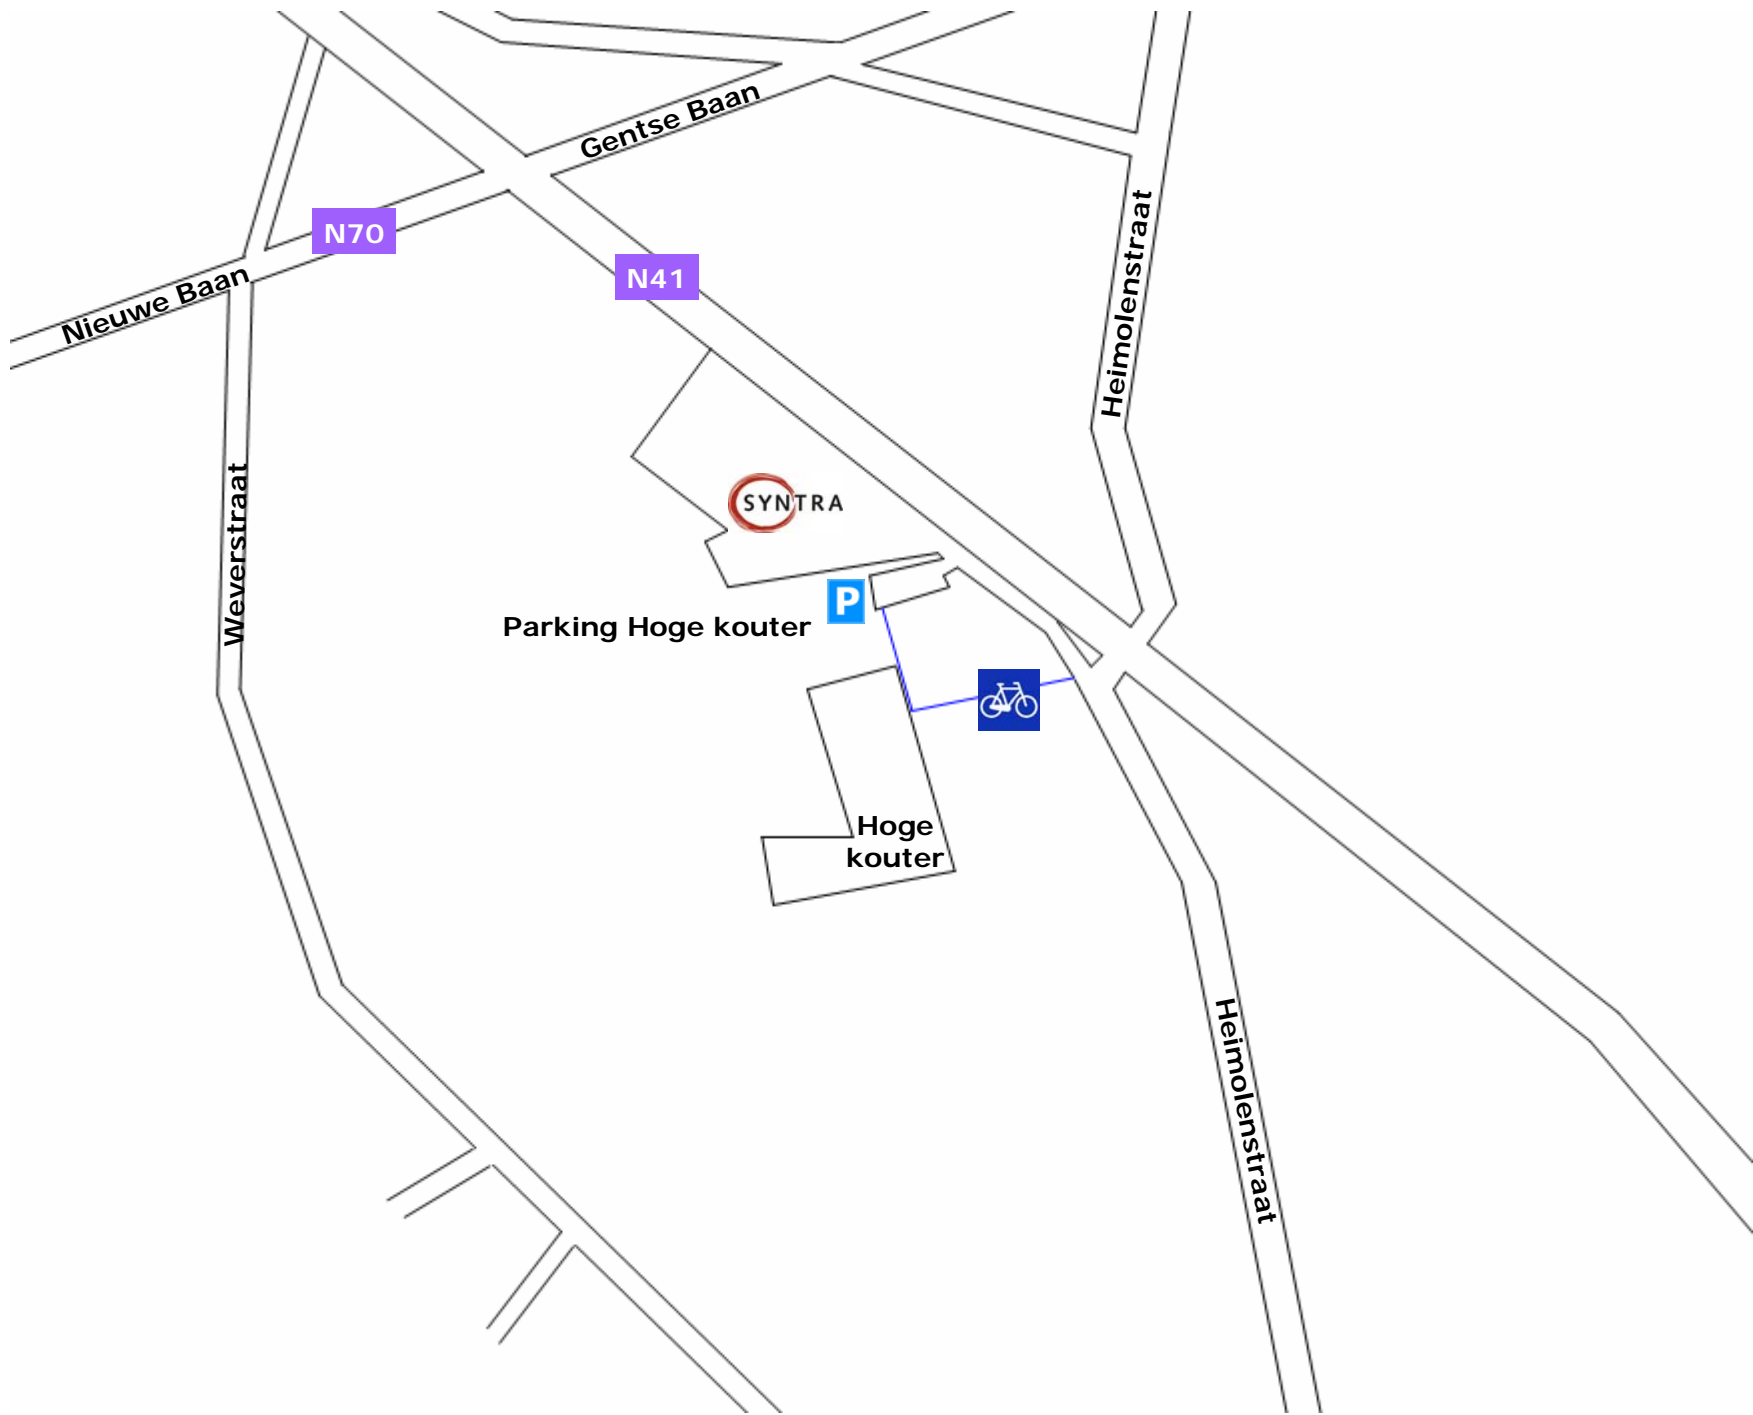 Gentse Baan
N70
N41
Nieuwe Baan
Heimolenstraat
Weverstraat
SYNTRA
P
Parking Hoge kouter
Hoge
kouter
Heimolenstraat